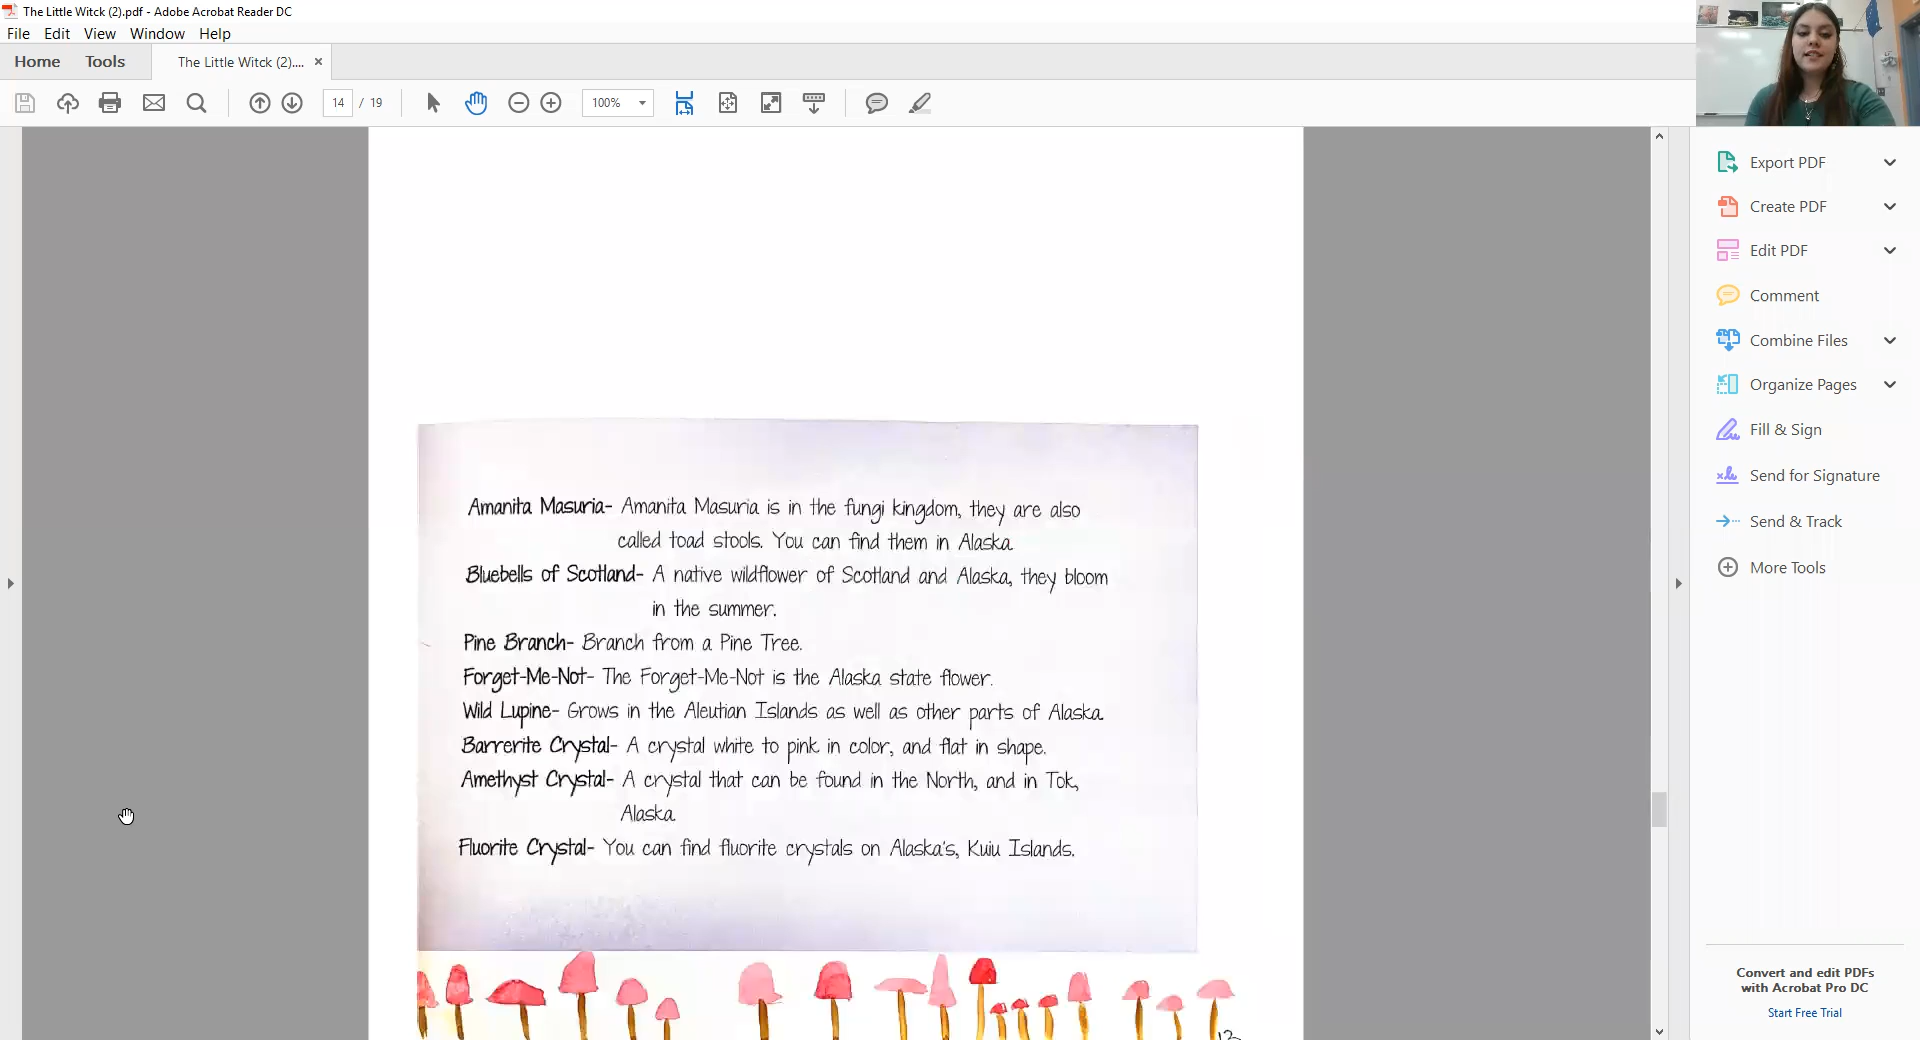 The Little Witck (2).pdf - Adobe Acrobat Reader DC
File Edit View Window Help
Home Tools The Little Witck (2)....
14 / 19 100%
Export PDF
Create PDF
Edit PDF
Comment
Combine Files
Organize Pages
Fill & Sign
Send for Signature
Send & Track
More Tools
Amanita Masuria- Amanita Masuria is in the fungi kingdom, they are also
called toad stools. You can find them in Alaska.
Bluebells of Scotland- A native wildflower of Scotland and Alaska, they bloom
in the summer.
Pine Branch- Branch from a Pine Tree.
Forget-Me-Not- The Forget-Me-Not is the Alaska state flower.
Wild Lupine- Grows in the Aleutian Islands as well as other parts of Alaska.
Barrerite Crystal- A crystal white to pink in color, and flat in shape.
Amethyst Crystal- A crystal that can be found in the North, and in Tok,
Alaska.
Fluorite Crystal- You can find fluorite crystals on Alaska's, Kuiu Islands.
Convert and edit PDFs
with Acrobat Pro DC
Start Free Trial